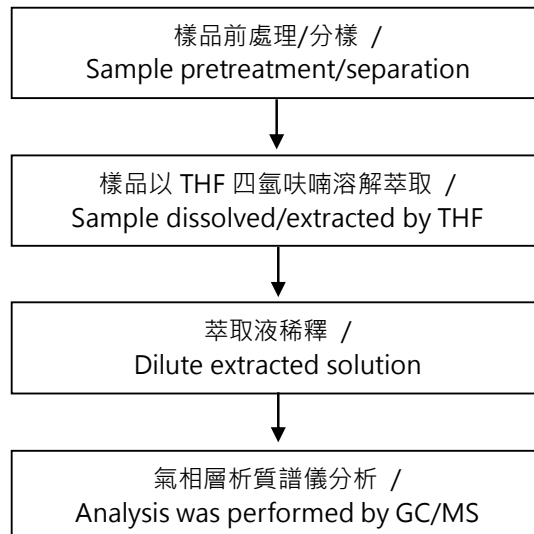 樣品前處理/分樣 /
Sample pretreatment/separation
樣品以 THF 四氫呋喃溶解萃取 /
Sample dissolved/extracted by THF
萃取液稀釋 /
Dilute extracted solution
氣相層析質譜儀分析 /
Analysis was performed by GC/MS